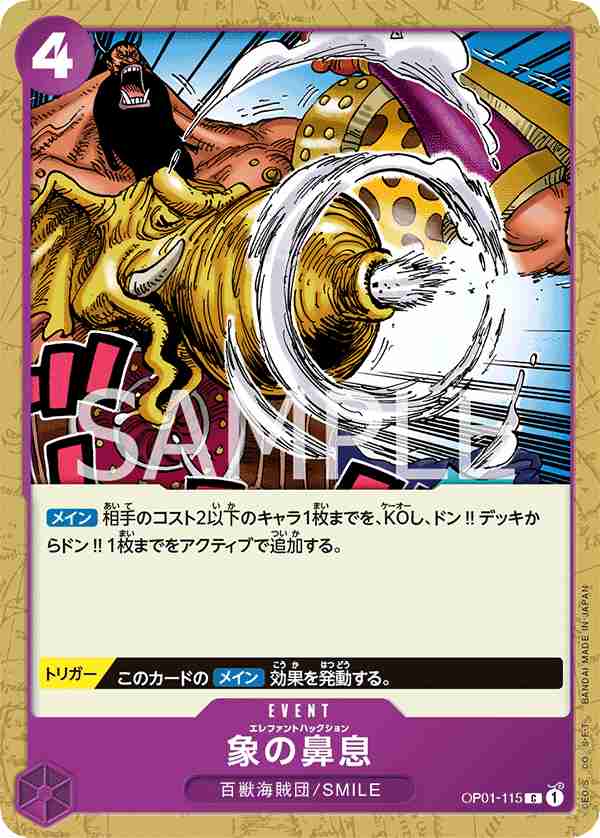 4
SAMPLE
メイン 相手のコスト2以下のキャラ1枚までを、KOし、ドン!!デッキか
らドン!!1枚までをアクティブで追加する。
トリガー このカードの メイン 効果を発動する。
EVENT
エレファントハックション
象の鼻息
百獣海賊団/SMILE
OP01-115 C 1
BANDAI MADE IN JAPAN